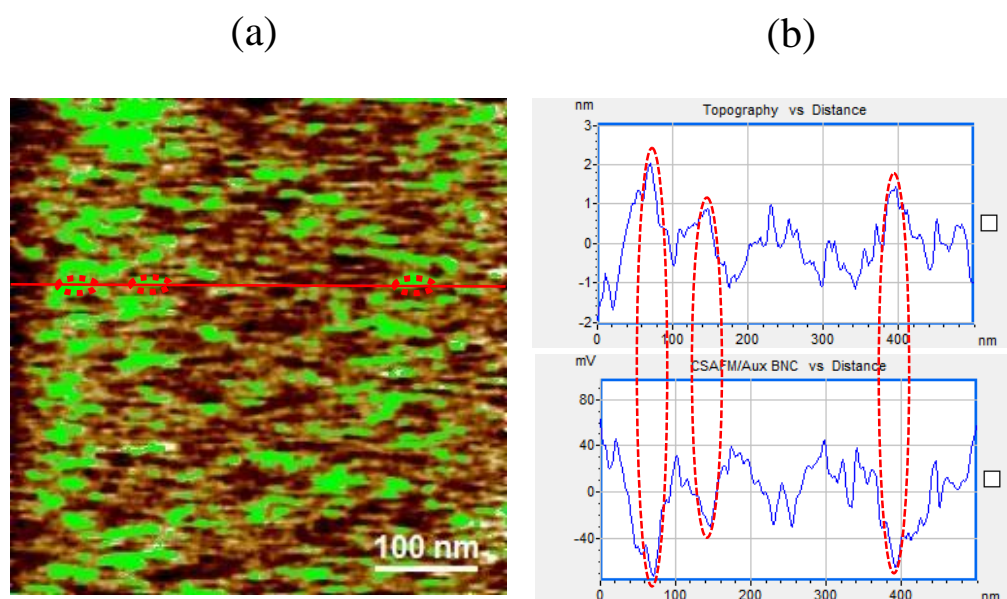 (a)
(b)
100 nm
nm
Topography vs Distance
3
2
1
0
-1
-2
0 100 200 300 400 nm
mV
CSAFM/Aux BNC vs Distance
80
40
0
-40
0 100 200 300 400 nm